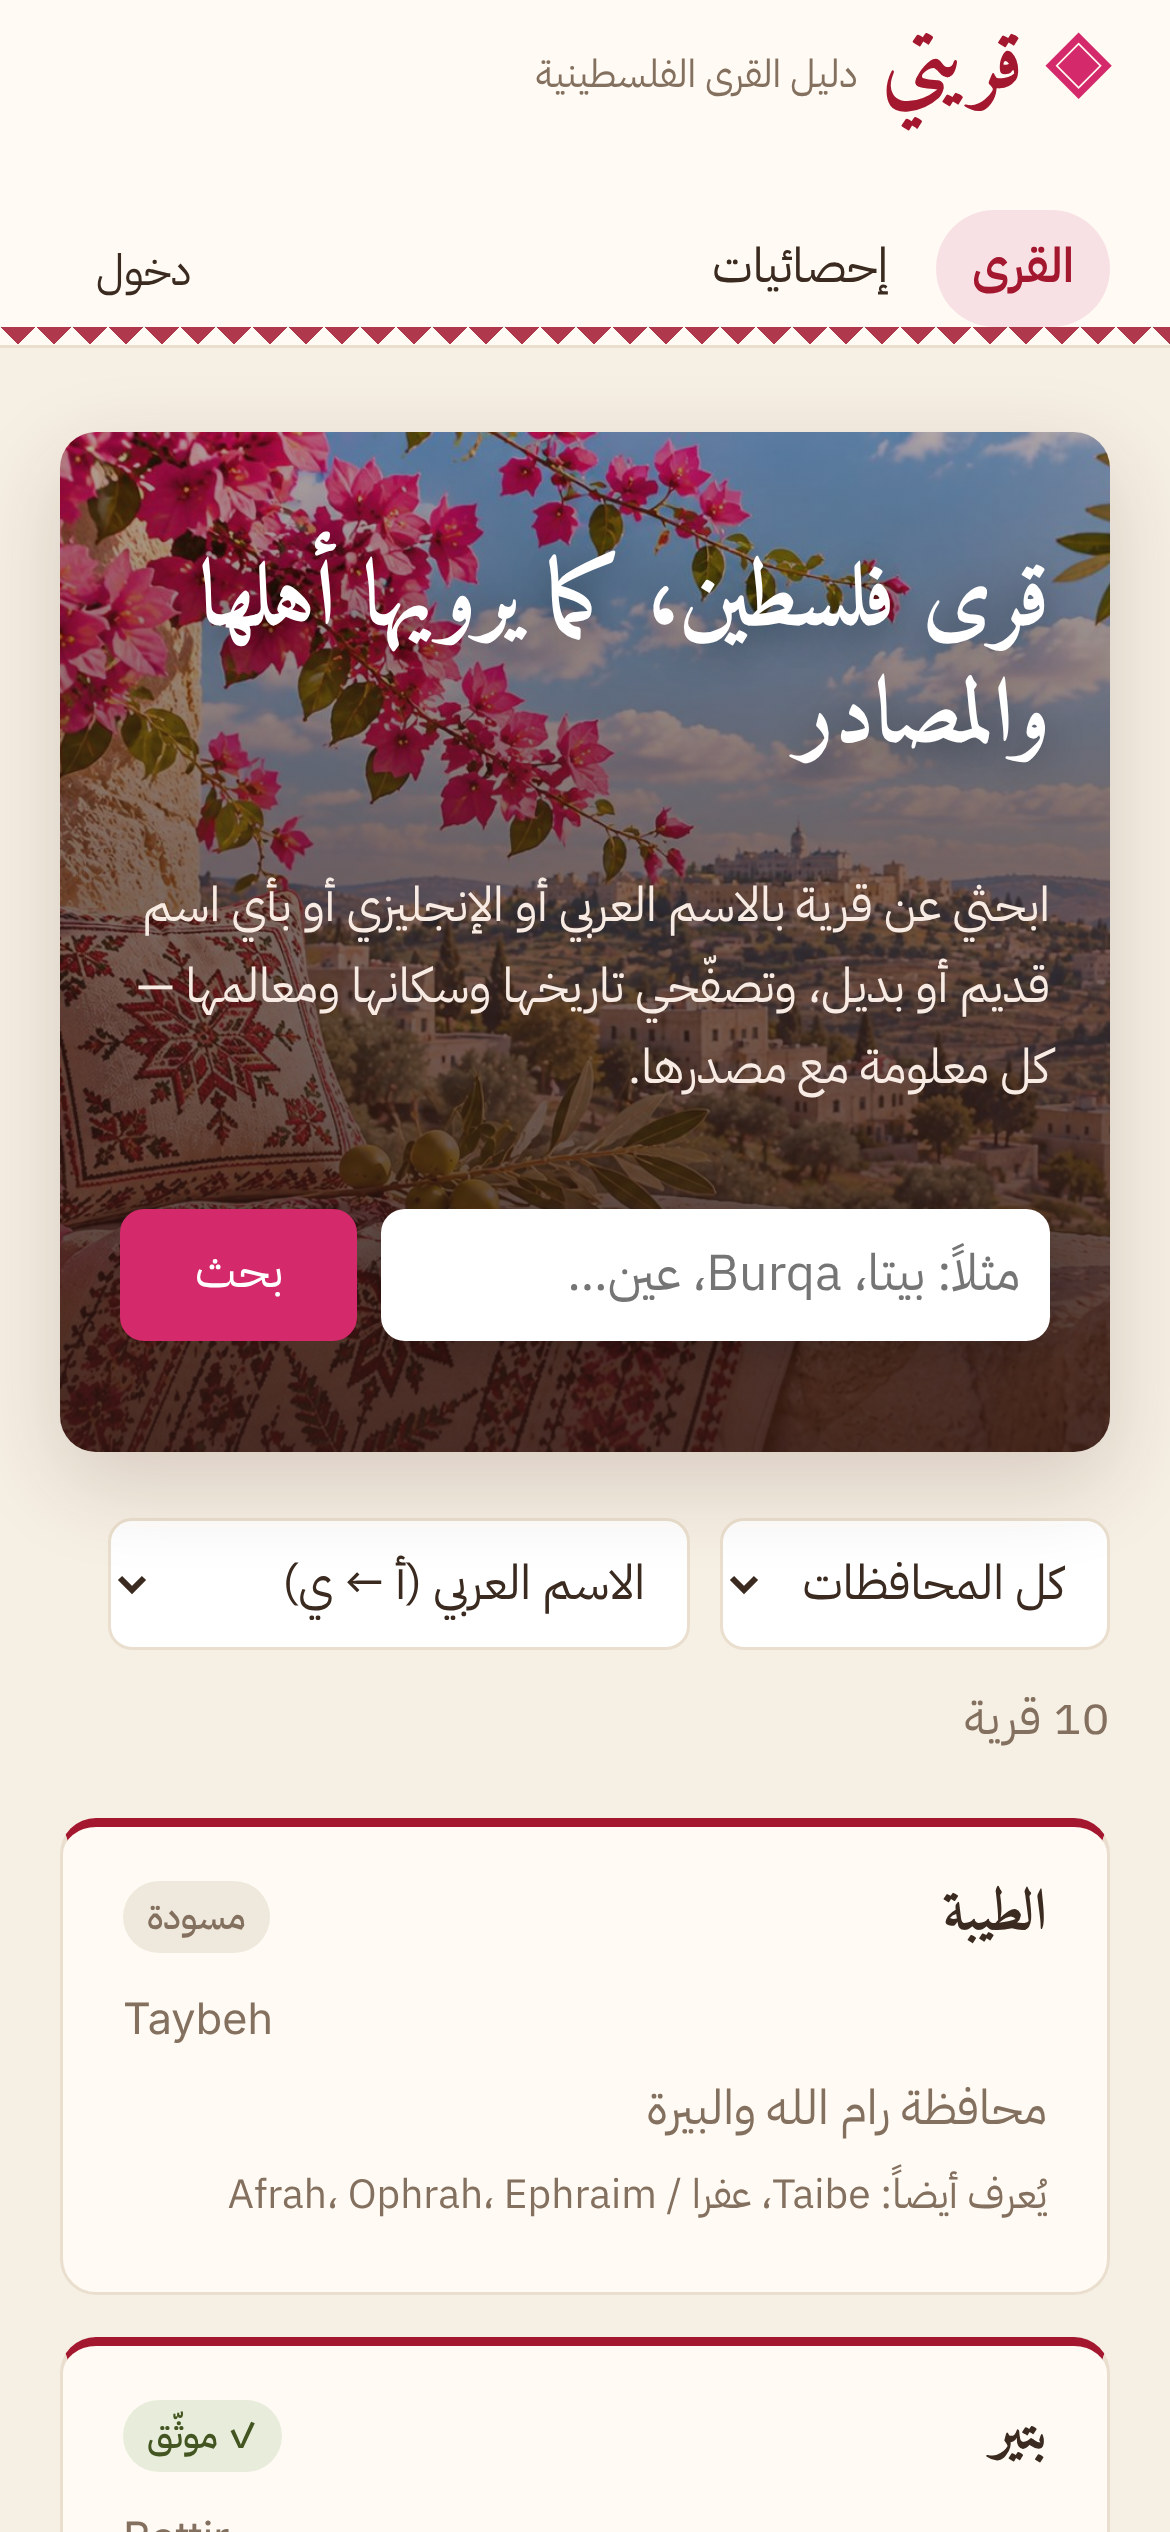 قريتي دليل القرى الفلسطينية
القرى إحصائيات دخول
قرى فلسطين، كما يرويها أهلها
والمصادر
ابحثي عن قرية بالاسم العربي أو الإنجليزي أو بأي اسم
قديم أو بديل، وتصفّحي تاريخها وسكانها ومعالمها —
كل معلومة مع مصدرها.
مثلاً: بيتا، Burqa، عين... بحث
كل المحافظات الاسم العربي (أ ← ي)
10 قرية
الطيبة مسودة
Taybeh
محافظة رام الله والبيرة
يُعرف أيضاً: Taibe، عفرا / Afrah، Ophrah، Ephraim
بتير ✓ موثّق